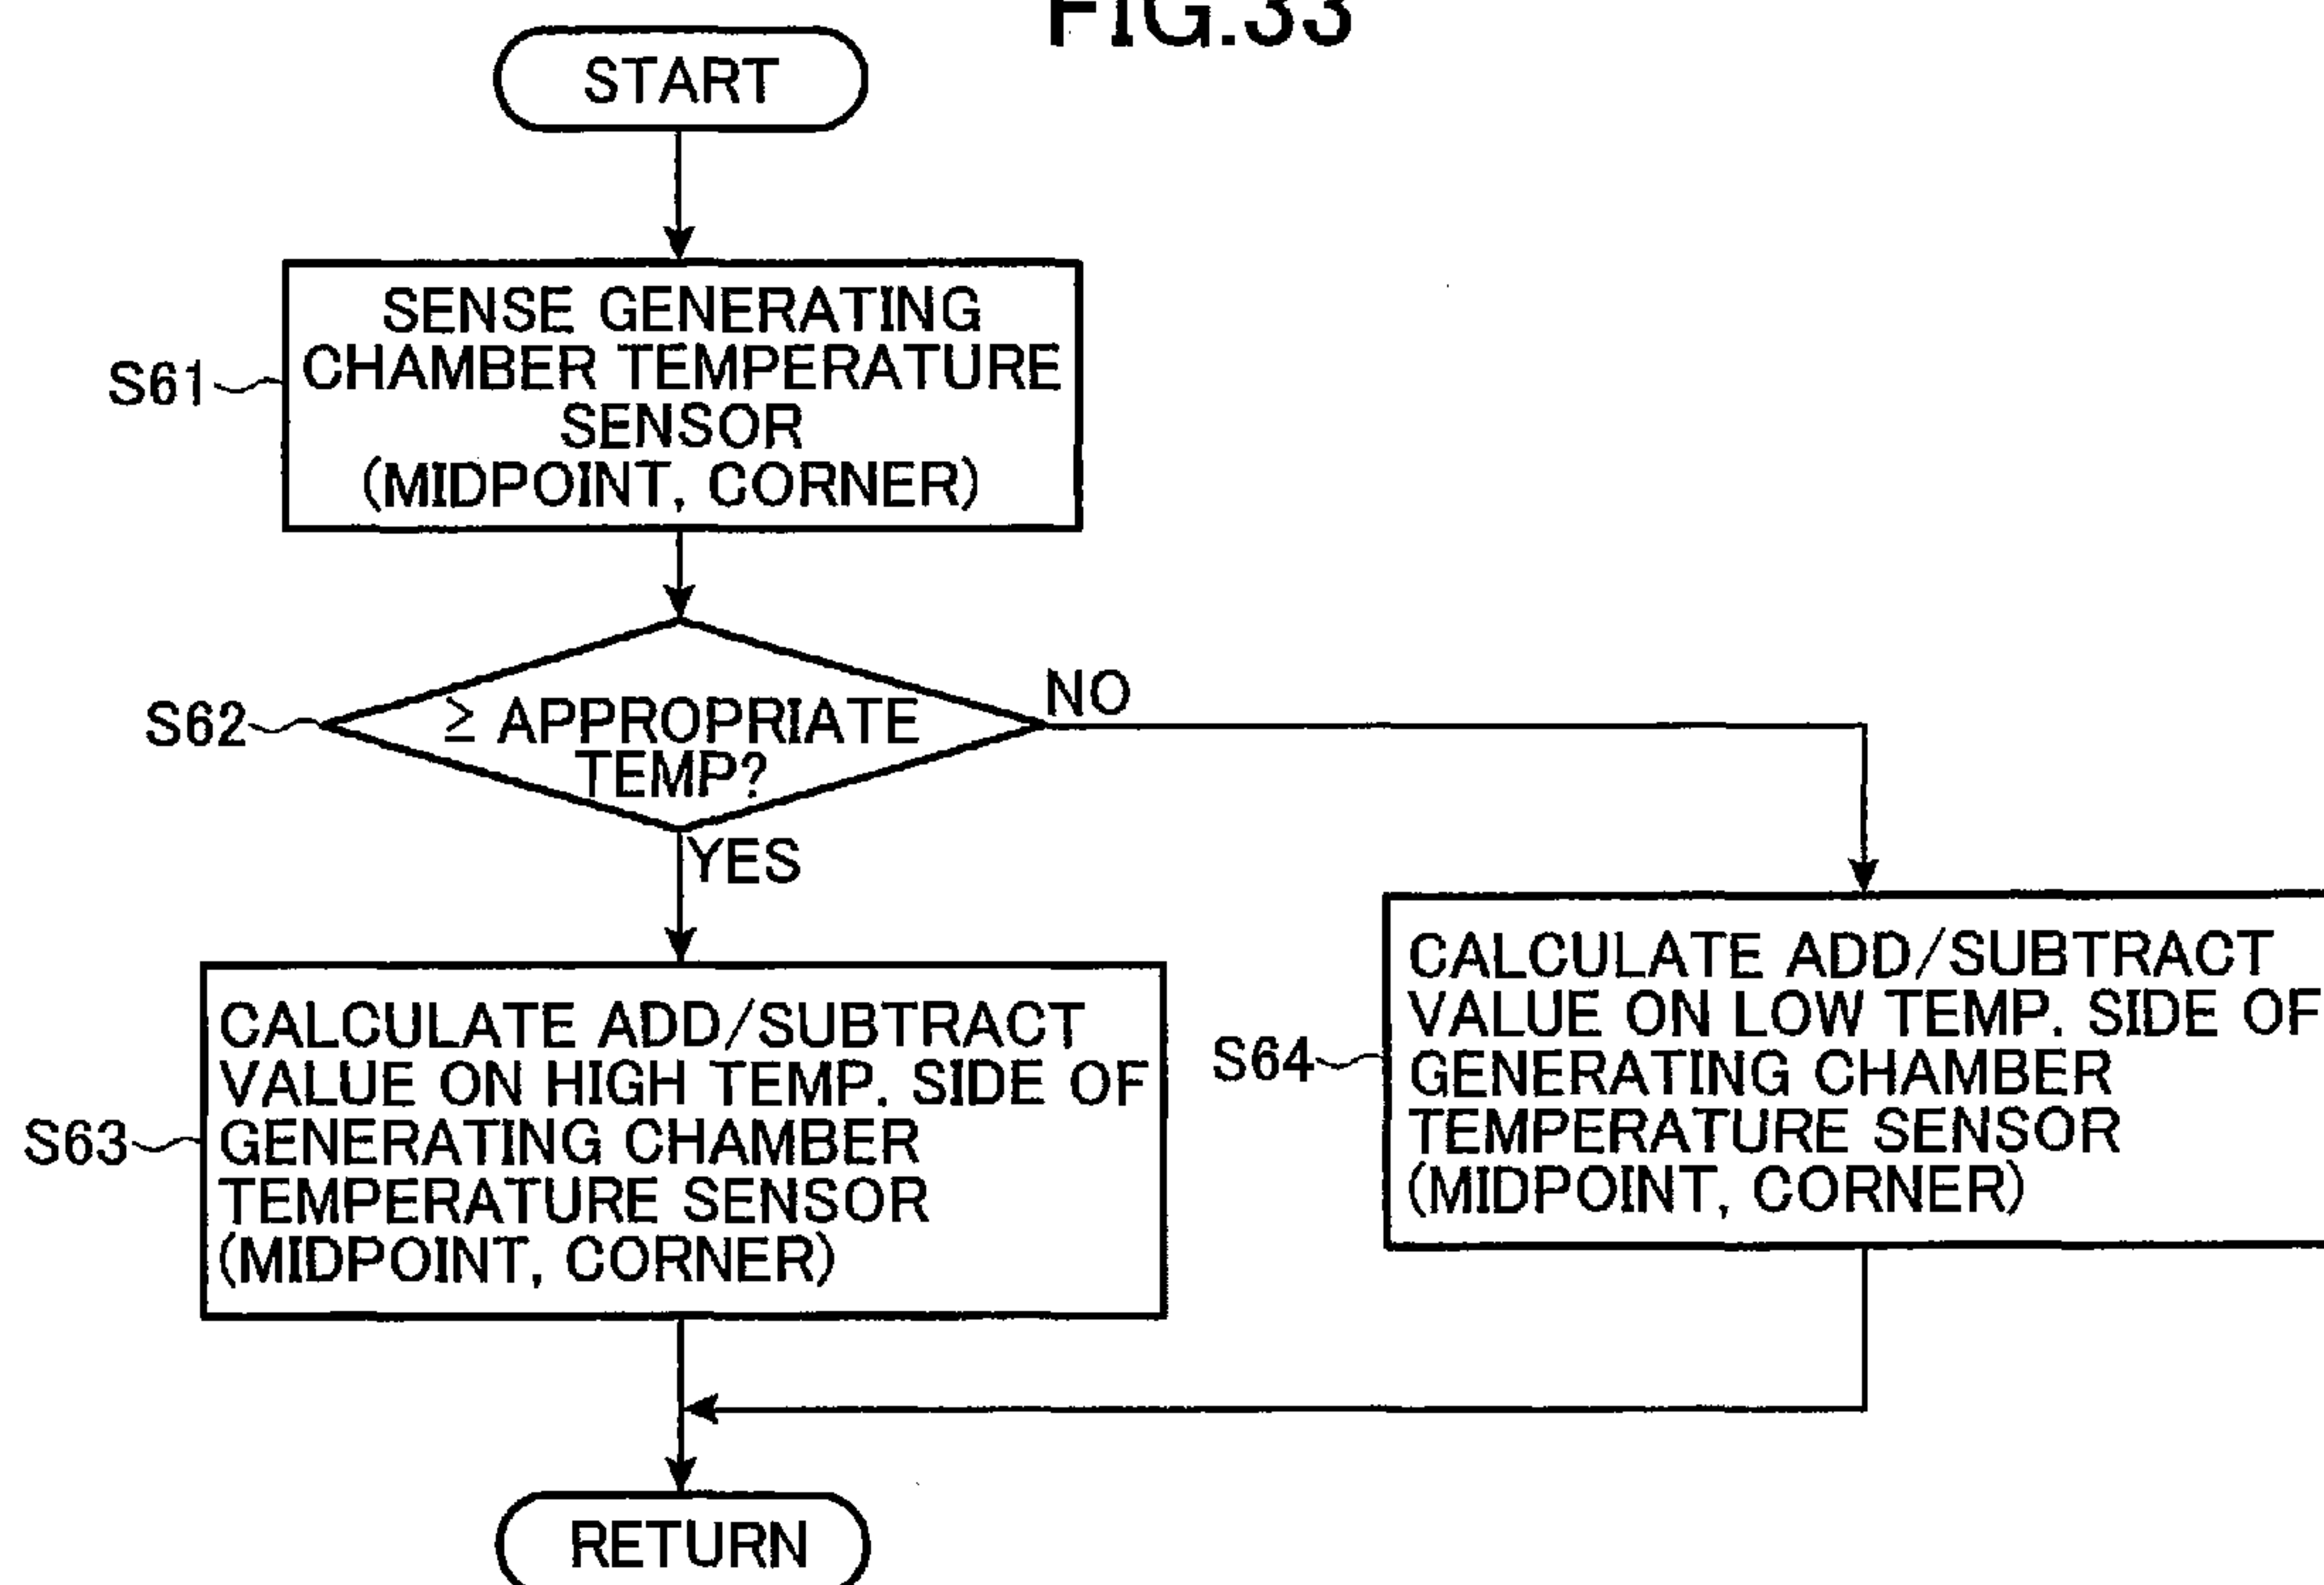 FIG.33
START
S61
SENSE GENERATING
CHAMBER TEMPERATURE
SENSOR
(MIDPOINT, CORNER)
S62
≥ APPROPRIATE
TEMP?
NO
YES
S63
CALCULATE ADD/SUBTRACT
VALUE ON HIGH TEMP. SIDE OF
GENERATING CHAMBER
TEMPERATURE SENSOR
(MIDPOINT, CORNER)
S64
CALCULATE ADD/SUBTRACT
VALUE ON LOW TEMP. SIDE OF
GENERATING CHAMBER
TEMPERATURE SENSOR
(MIDPOINT, CORNER)
RETURN